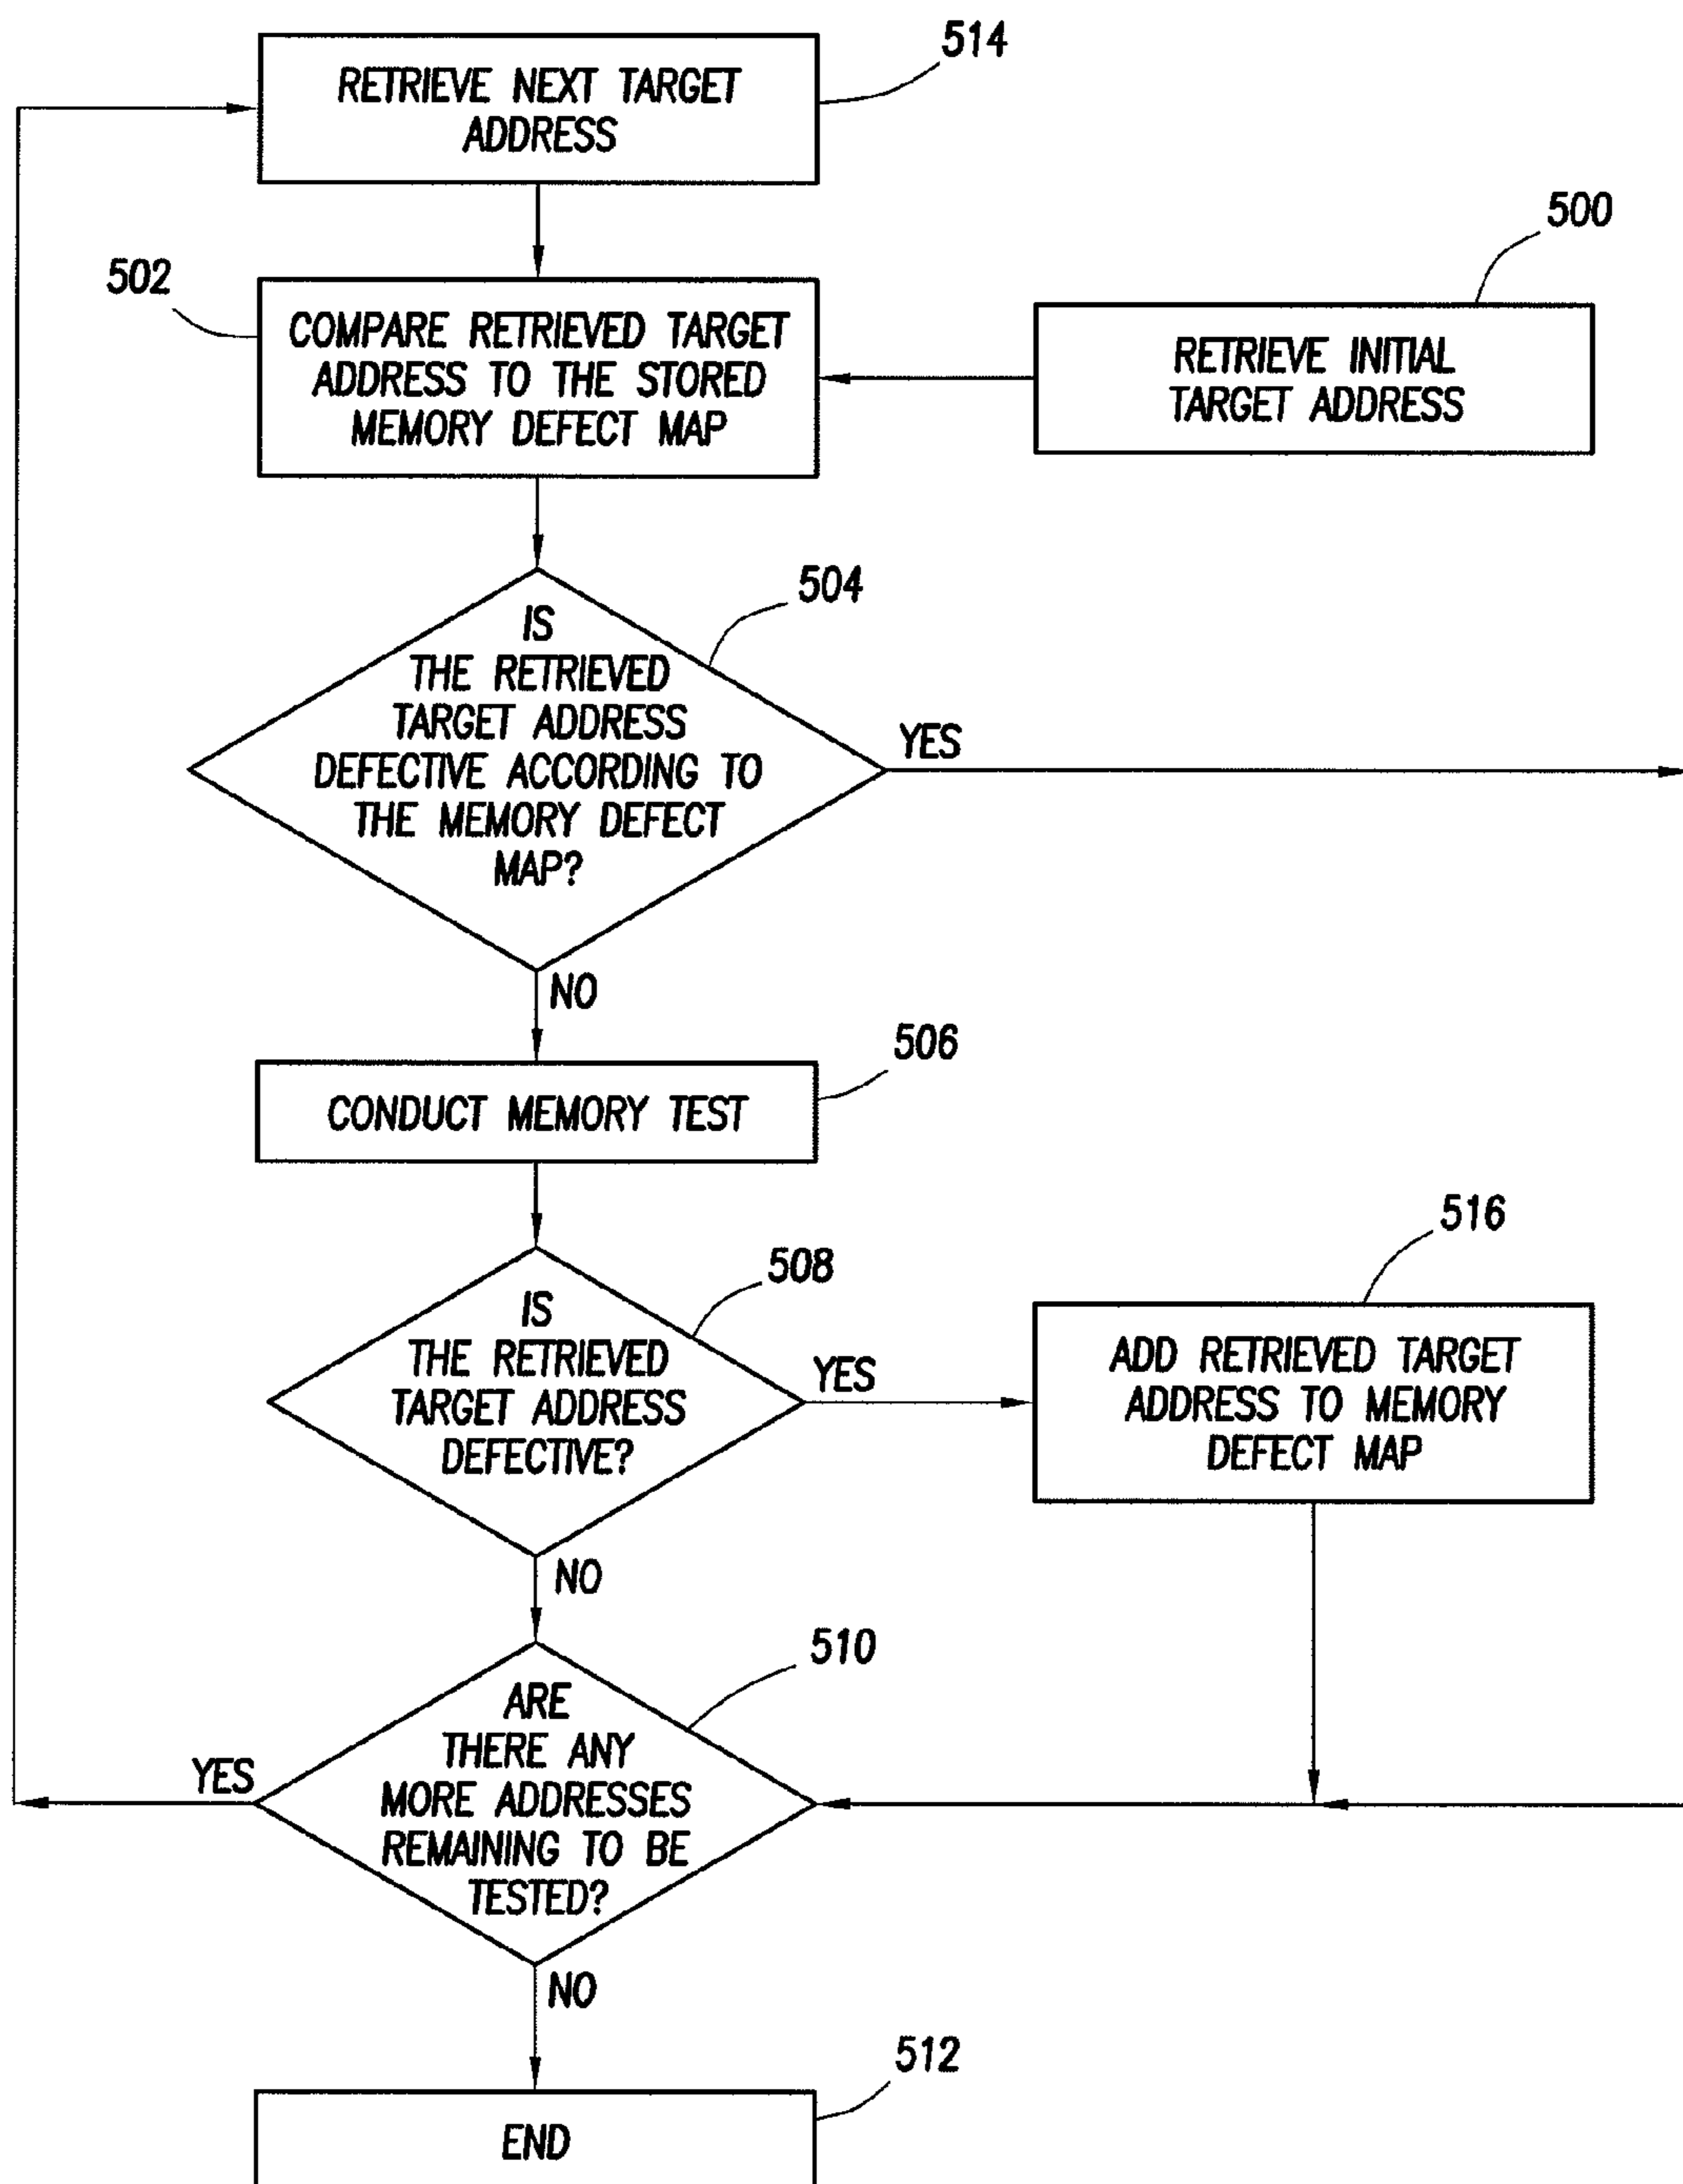 514
RETRIEVE NEXT TARGET
ADDRESS
500
502
COMPARE RETRIEVED TARGET
ADDRESS TO THE STORED
MEMORY DEFECT MAP
RETRIEVE INITIAL
TARGET ADDRESS
504
IS
THE RETRIEVED
TARGET ADDRESS
DEFECTIVE ACCORDING TO
THE MEMORY DEFECT
MAP?
YES
NO
506
CONDUCT MEMORY TEST
516
508
IS
THE RETRIEVED
TARGET ADDRESS
DEFECTIVE?
YES
ADD RETRIEVED TARGET
ADDRESS TO MEMORY
DEFECT MAP
NO
510
ARE
THERE ANY
MORE ADDRESSES
REMAINING TO BE
TESTED?
YES
NO
512
END